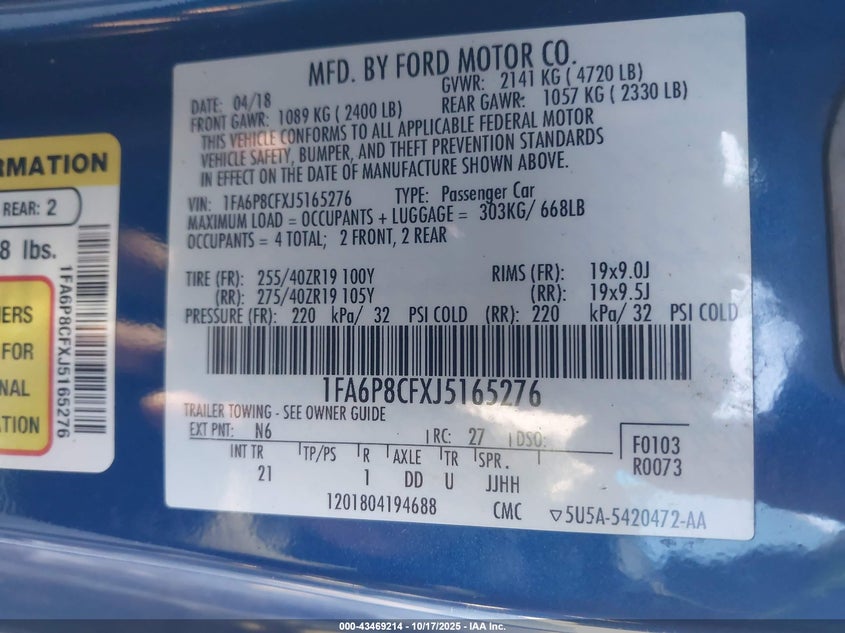 MFD. BY FORD MOTOR CO.
DATE: 04/18 GVWR: 2141 KG ( 4720 LB)
FRONT GAWR: 1089 KG ( 2400 LB) REAR GAWR: 1057 KG ( 2330 LB)
THIS VEHICLE CONFORMS TO ALL APPLICABLE FEDERAL MOTOR
VEHICLE SAFETY, BUMPER, AND THEFT PREVENTION STANDARDS
IN EFFECT ON THE DATE OF MANUFACTURE SHOWN ABOVE.
VIN: 1FA6P8CFXJ5165276 TYPE: Passenger Car
MAXIMUM LOAD = OCCUPANTS + LUGGAGE = 303KG/ 668LB
OCCUPANTS = 4 TOTAL; 2 FRONT, 2 REAR
TIRE (FR): 255/40ZR19 100Y RIMS (FR): 19x9.0J
(RR): 275/40ZR19 105Y (RR): 19x9.5J
PRESSURE (FR): 220 kPa/ 32 PSI COLD (RR): 220 kPa/ 32 PSI COLD
1FA6P8CFXJ5165276
TRAILER TOWING - SEE OWNER GUIDE
EXT PNT: N6 RC: 27 DSO: F0103
INT TR TP/PS R AXLE TR SPR. R0073
21 1 DD U JJHH
1201804194688 CMC 5U5A-5420472-AA
RMATION
REAR: 2
8 lbs.
1FA6P8CFXJ5165276
ERS
FOR
NAL
TION
000-43469214 - 10/17/2025 - IAA Inc.